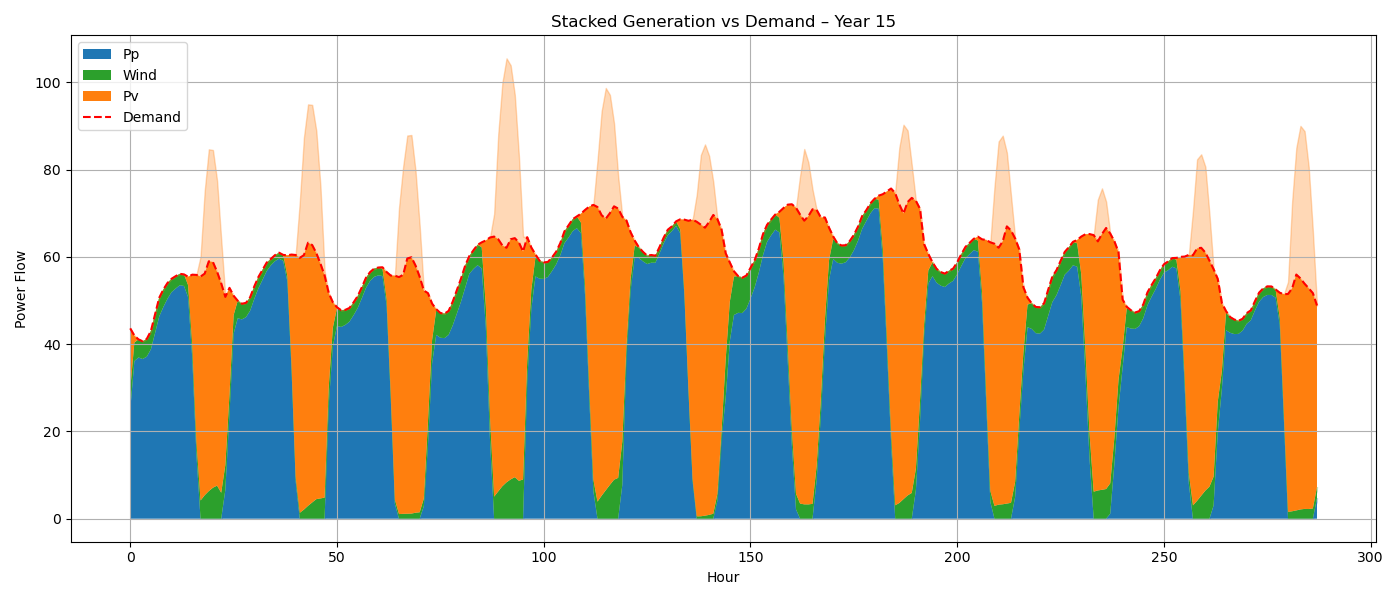 Stacked Generation vs Demand – Year 15
Pp
Wind
Pv
Demand
Power Flow
100
80
60
40
20
0
0 50 100 150 200 250 300
Hour